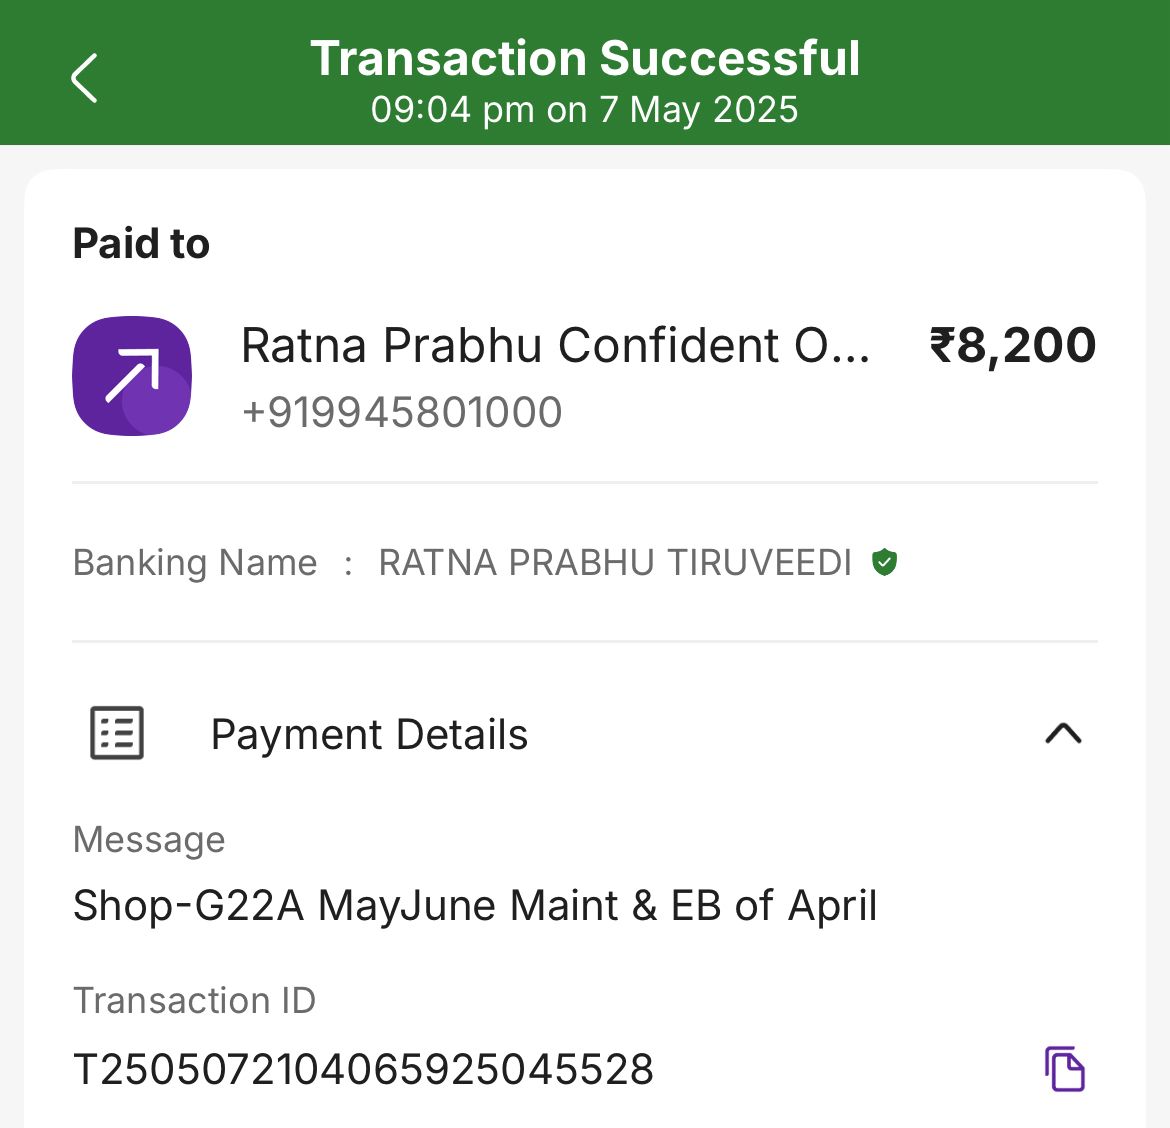 Transaction Successful
09:04 pm on 7 May 2025
Paid to
Ratna Prabhu Confident O... ₹8,200
+919945801000
Banking Name : RATNA PRABHU TIRUVEEDI
Payment Details
Message
Shop-G22A MayJune Maint & EB of April
Transaction ID
T2505072104065925045528